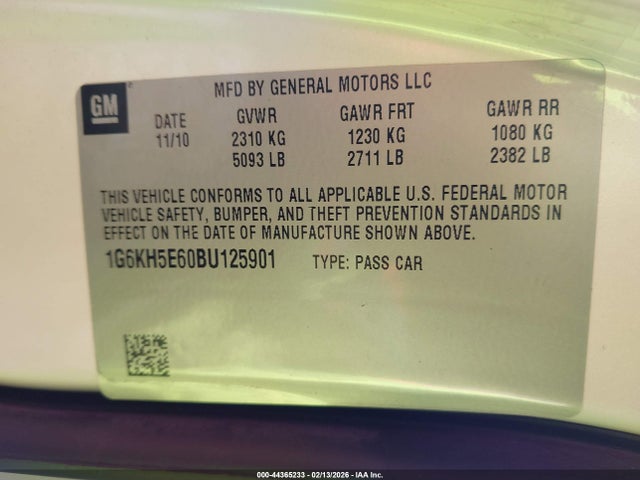 GM
MFD BY GENERAL MOTORS LLC
DATE GVWR GAWR FRT GAWR RR
11/10 2310 KG 1230 KG 1080 KG
5093 LB 2711 LB 2382 LB
THIS VEHICLE CONFORMS TO ALL APPLICABLE U.S. FEDERAL MOTOR
VEHICLE SAFETY, BUMPER, AND THEFT PREVENTION STANDARDS IN
EFFECT ON THE DATE OF MANUFACTURE SHOWN ABOVE.
1G6KH5E60BU125901 TYPE: PASS CAR
000-44365233 - 02/13/2026 - IAA Inc.